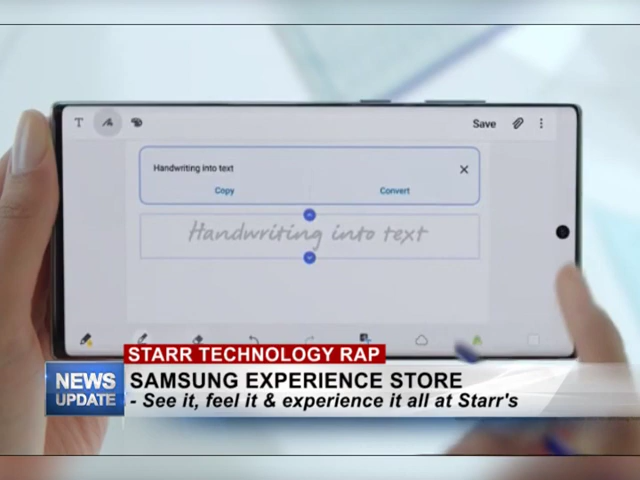 T
Save
Handwriting into text
Copy
Convert
Handwriting into text
STARR TECHNOLOGY RAP
NEWS
UPDATE
SAMSUNG EXPERIENCE STORE
- See it, feel it & experience it all at Starr's